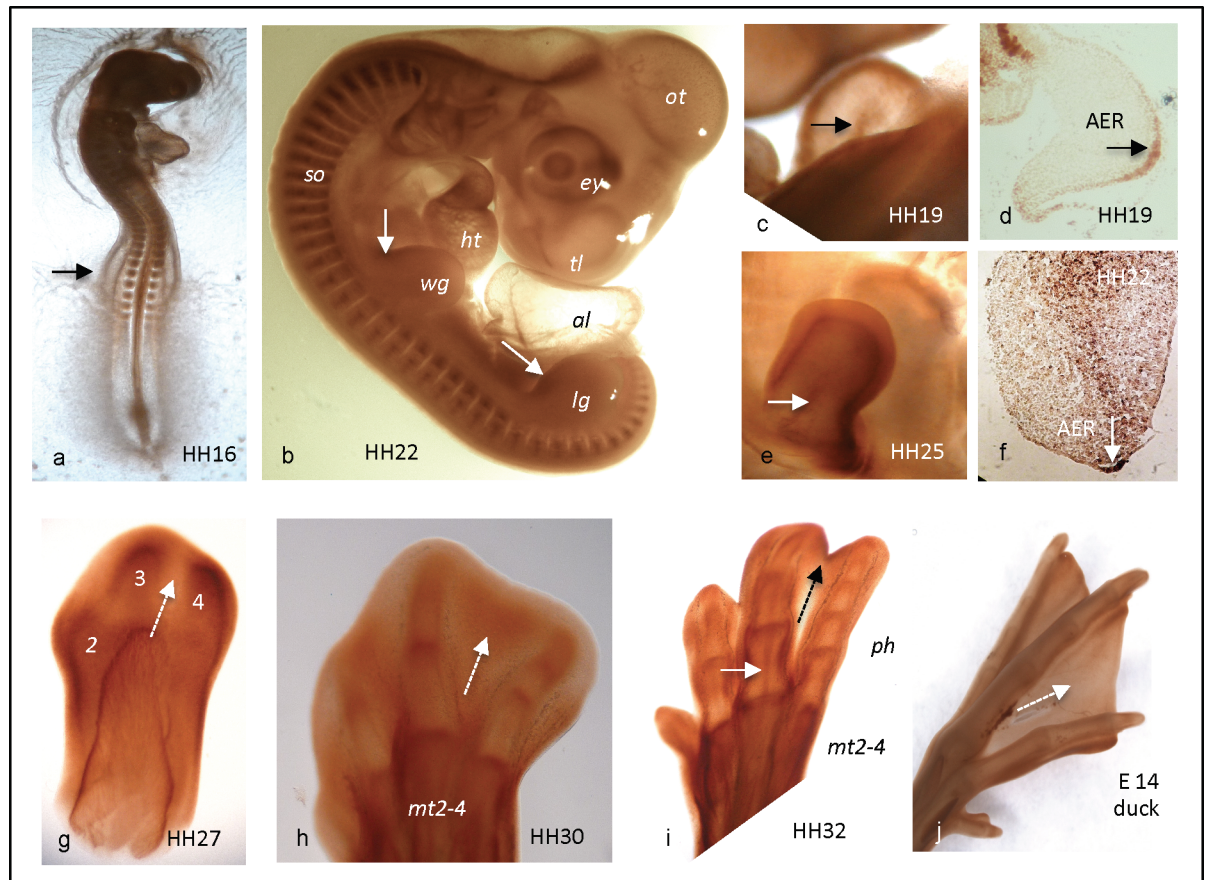 a
HH16
so
ot
ey
ht
wg
tl
al
lg
b
HH22
c
HH19
AER
d
HH19
e
HH25
HH22
AER
f
3
4
2
g
HH27
mt2-4
h
HH30
ph
mt2-4
i
HH32
E 14
duck
j